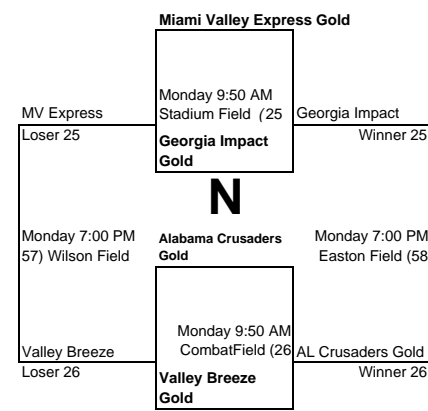 Miami Valley Express Gold
Monday 9:50 AM
MV Express
Stadium Field (25
Georgia Impact
Loser 25
Winner 25
Georgia Impact
Gold
N
Monday 7:00 PM
57) Wilson Field
Alabama Crusaders
Gold
Monday 7:00 PM
Easton Field (58
Monday 9:50 AM
CombatField (26
Valley Breeze
AL Crusaders Gold
Loser 26
Winner 26
Valley Breeze
Gold